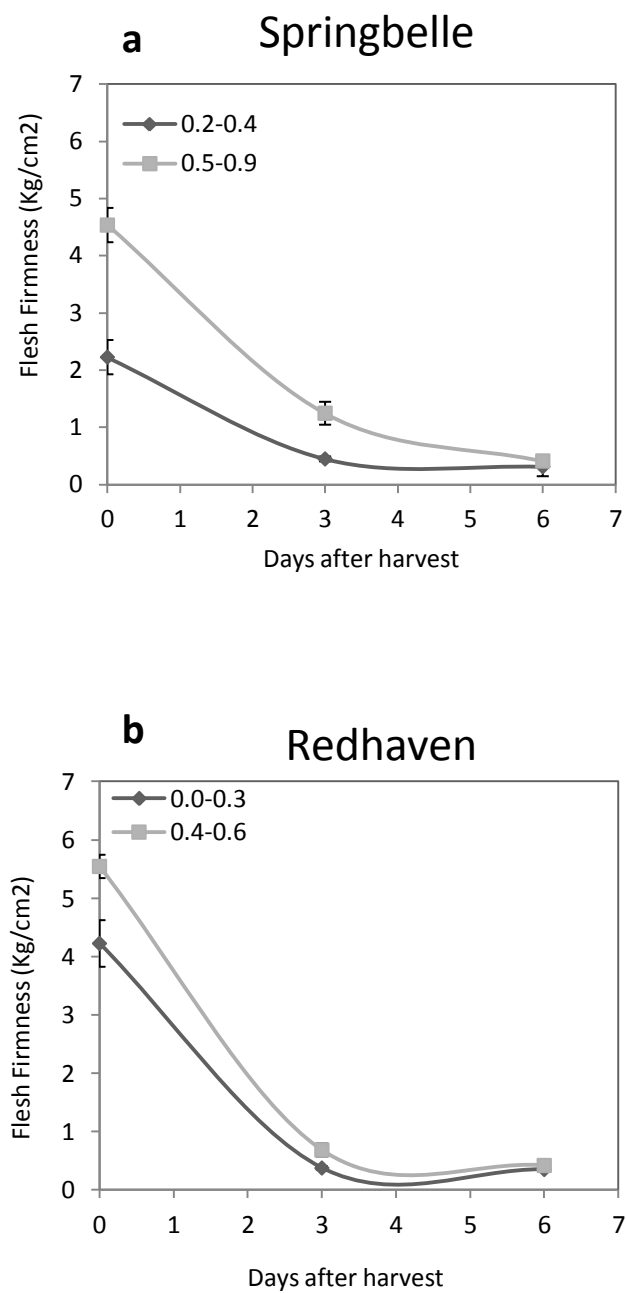 a Springbelle
7
6
5
4
3
2
1
0
0.2-0.4
0.5-0.9
Flesh Firmness (Kg/cm2)
0 1 2 3 4 5 6 7
Days after harvest
b Redhaven
7
6
5
4
3
2
1
0
0.0-0.3
0.4-0.6
Flesh Firmness (Kg/cm2)
0 1 2 3 4 5 6 7
Days after harvest